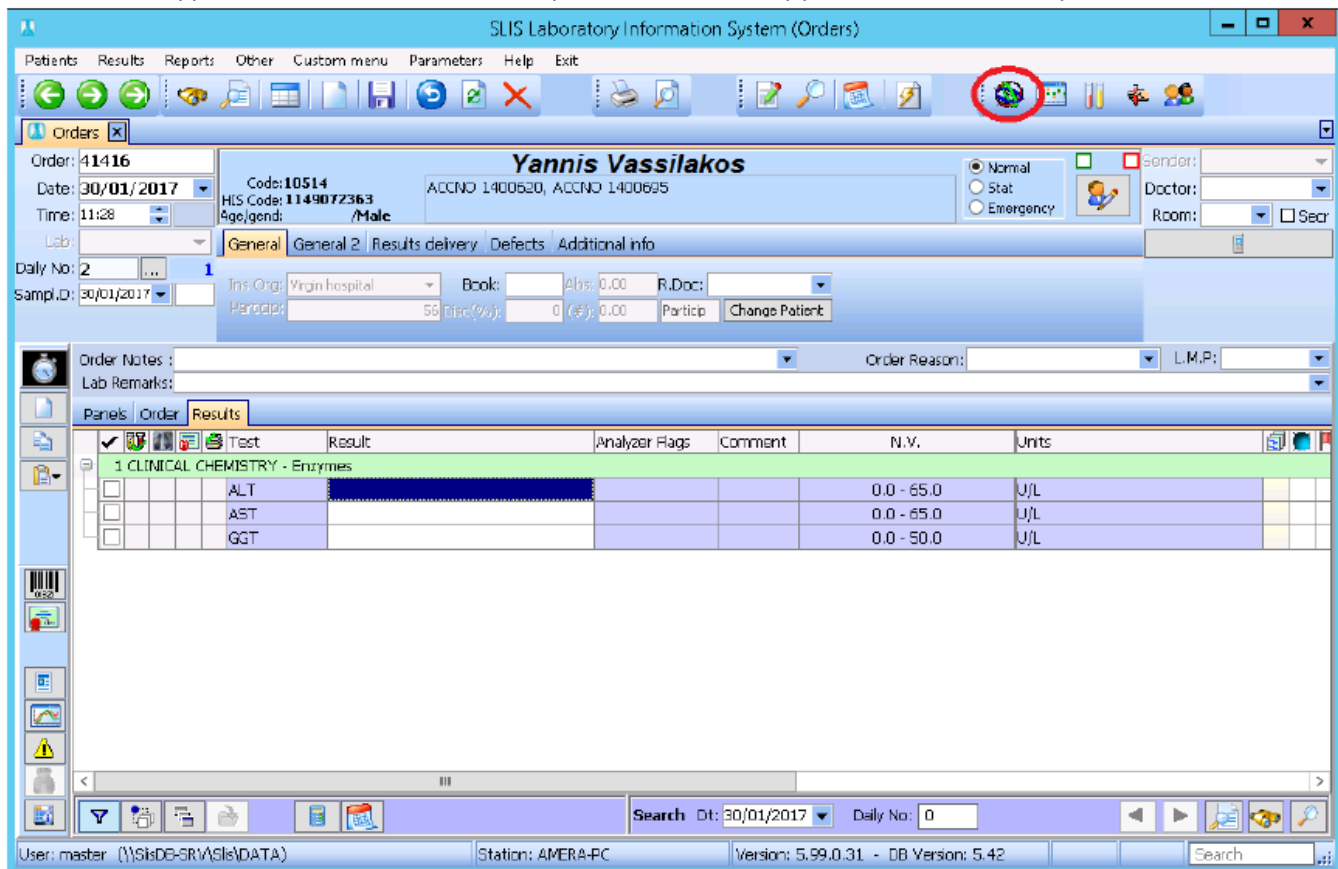 SLIS Laboratory Information System (Orders)
Patients Results Reports Other Custom menu Parameters Help Exit
Orders
Order: 41416
Yannis Vassilakos
Normal
Sender:
Date: 30/01/2017
Code: 10514
ACCNO 1400620, ACCNO 1400695
Stat
Doctor:
HIS Code: 1149072363
Time: 11:28
Age/gend: /Male
Emergency
Room:
Secr
Lab:
General General 2 Results delivery Defects Additional info
Daily No: 2 ... 1
Ins Org: Virgin hospital Book: Abs: 0.00 R.Doc:
Sampl.D: 30/01/2017
Particip: 56 Disc(%): 0 (#): 0.00 Particip Change Patient
Order Notes : Order Reason: L.M.P:
Lab Remarks:
Panels Order Results
Test Result Analyzer Flags Comment N.V. Units
1 CLINICAL CHEMISTRY - Enzymes
ALT 0.0 - 65.0 U/L
AST 0.0 - 65.0 U/L
GGT 0.0 - 50.0 U/L
Search Dt: 30/01/2017 Daily No: 0
User: master (\\SlisDB-SRV\Slis\DATA) Station: AMERA-PC Version: 5.99.0.31 - DB Version: 5.42 Search